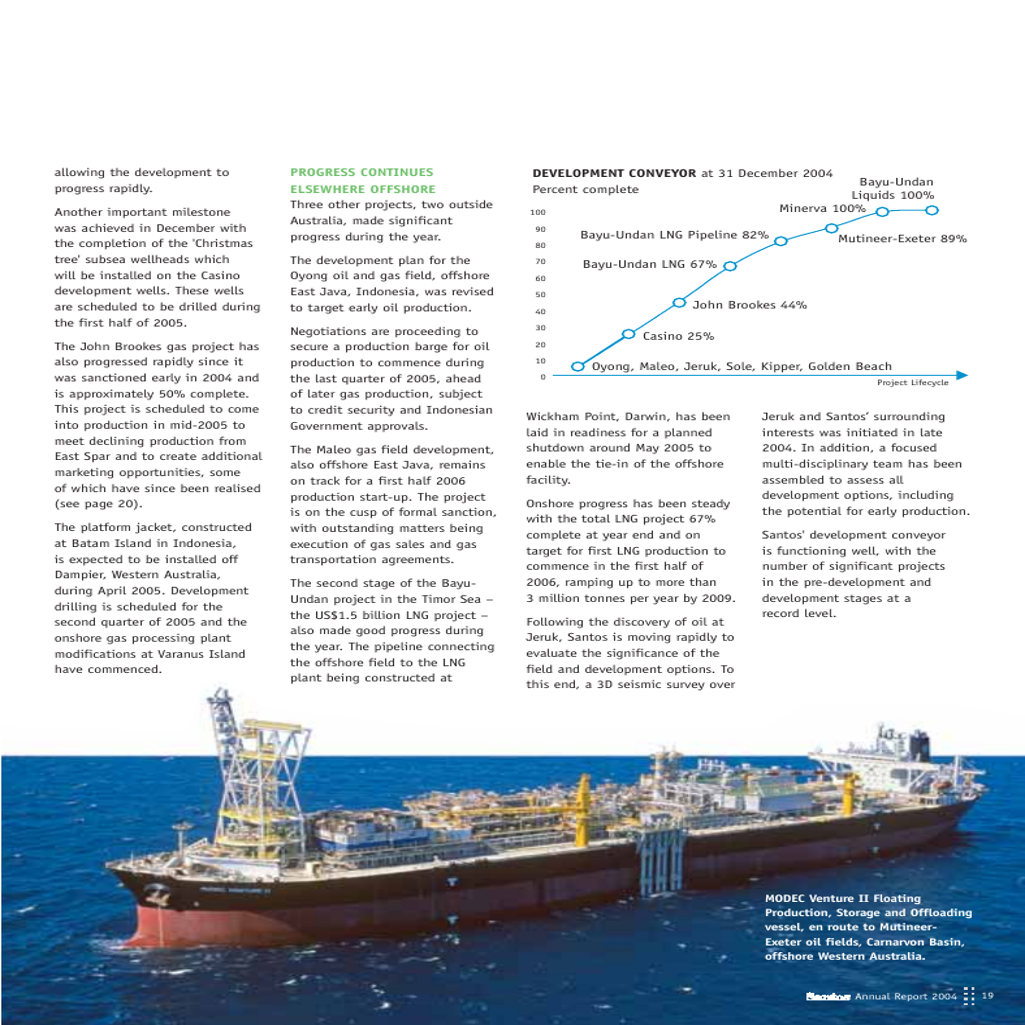 allowing the development to
progress rapidly.
Another important milestone
was achieved in December with
the completion of the 'Christmas
tree' subsea wellheads which
will be installed on the Casino
development wells. These wells
are scheduled to be drilled during
the first half of 2005.
The John Brookes gas project has
also progressed rapidly since it
was sanctioned early in 2004 and
is approximately 50% complete.
This project is scheduled to come
into production in mid-2005 to
meet declining production from
East Spar and to create additional
marketing opportunities, some
of which have since been realised
(see page 20).
The platform jacket, constructed
at Batam Island in Indonesia,
is expected to be installed off
Dampier, Western Australia,
during April 2005. Development
drilling is scheduled for the
second quarter of 2005 and the
onshore gas processing plant
modifications at Varanus Island
have commenced.
PROGRESS CONTINUES
ELSEWHERE OFFSHORE
Three other projects, two outside
Australia, made significant
progress during the year.
The development plan for the
Oyong oil and gas field, offshore
East Java, Indonesia, was revised
to target early oil production.
Negotiations are proceeding to
secure a production barge for oil
production to commence during
the last quarter of 2005, ahead
of later gas production, subject
to credit security and Indonesian
Government approvals.
The Maleo gas field development,
also offshore East Java, remains
on track for a first half 2006
production start-up. The project
is on the cusp of formal sanction,
with outstanding matters being
execution of gas sales and gas
transportation agreements.
The second stage of the Bayu-
Undan project in the Timor Sea –
the US$1.5 billion LNG project –
also made good progress during
the year. The pipeline connecting
the offshore field to the LNG
plant being constructed at
DEVELOPMENT CONVEYOR at 31 December 2004
Percent complete
Bayu-Undan
Liquids 100%
Minerva 100%
Mutineer-Exeter 89%
Bayu-Undan LNG Pipeline 82%
Bayu-Undan LNG 67%
John Brookes 44%
Casino 25%
Oyong, Maleo, Jeruk, Sole, Kipper, Golden Beach
100
90
80
70
60
50
40
30
20
10
0
Project Lifecycle
Wickham Point, Darwin, has been
laid in readiness for a planned
shutdown around May 2005 to
enable the tie-in of the offshore
facility.
Onshore progress has been steady
with the total LNG project 67%
complete at year end and on
target for first LNG production to
commence in the first half of
2006, ramping up to more than
3 million tonnes per year by 2009.
Following the discovery of oil at
Jeruk, Santos is moving rapidly to
evaluate the significance of the
field and development options. To
this end, a 3D seismic survey over
Jeruk and Santos' surrounding
interests was initiated in late
2004. In addition, a focused
multi-disciplinary team has been
assembled to assess all
development options, including
the potential for early production.
Santos' development conveyor
is functioning well, with the
number of significant projects
in the pre-development and
development stages at a
record level.
MODEC VENTURE II
MODEC Venture II Floating
Production, Storage and Offloading
vessel, en route to Mutineer-
Exeter oil fields, Carnarvon Basin,
offshore Western Australia.
Annual Report 2004 19